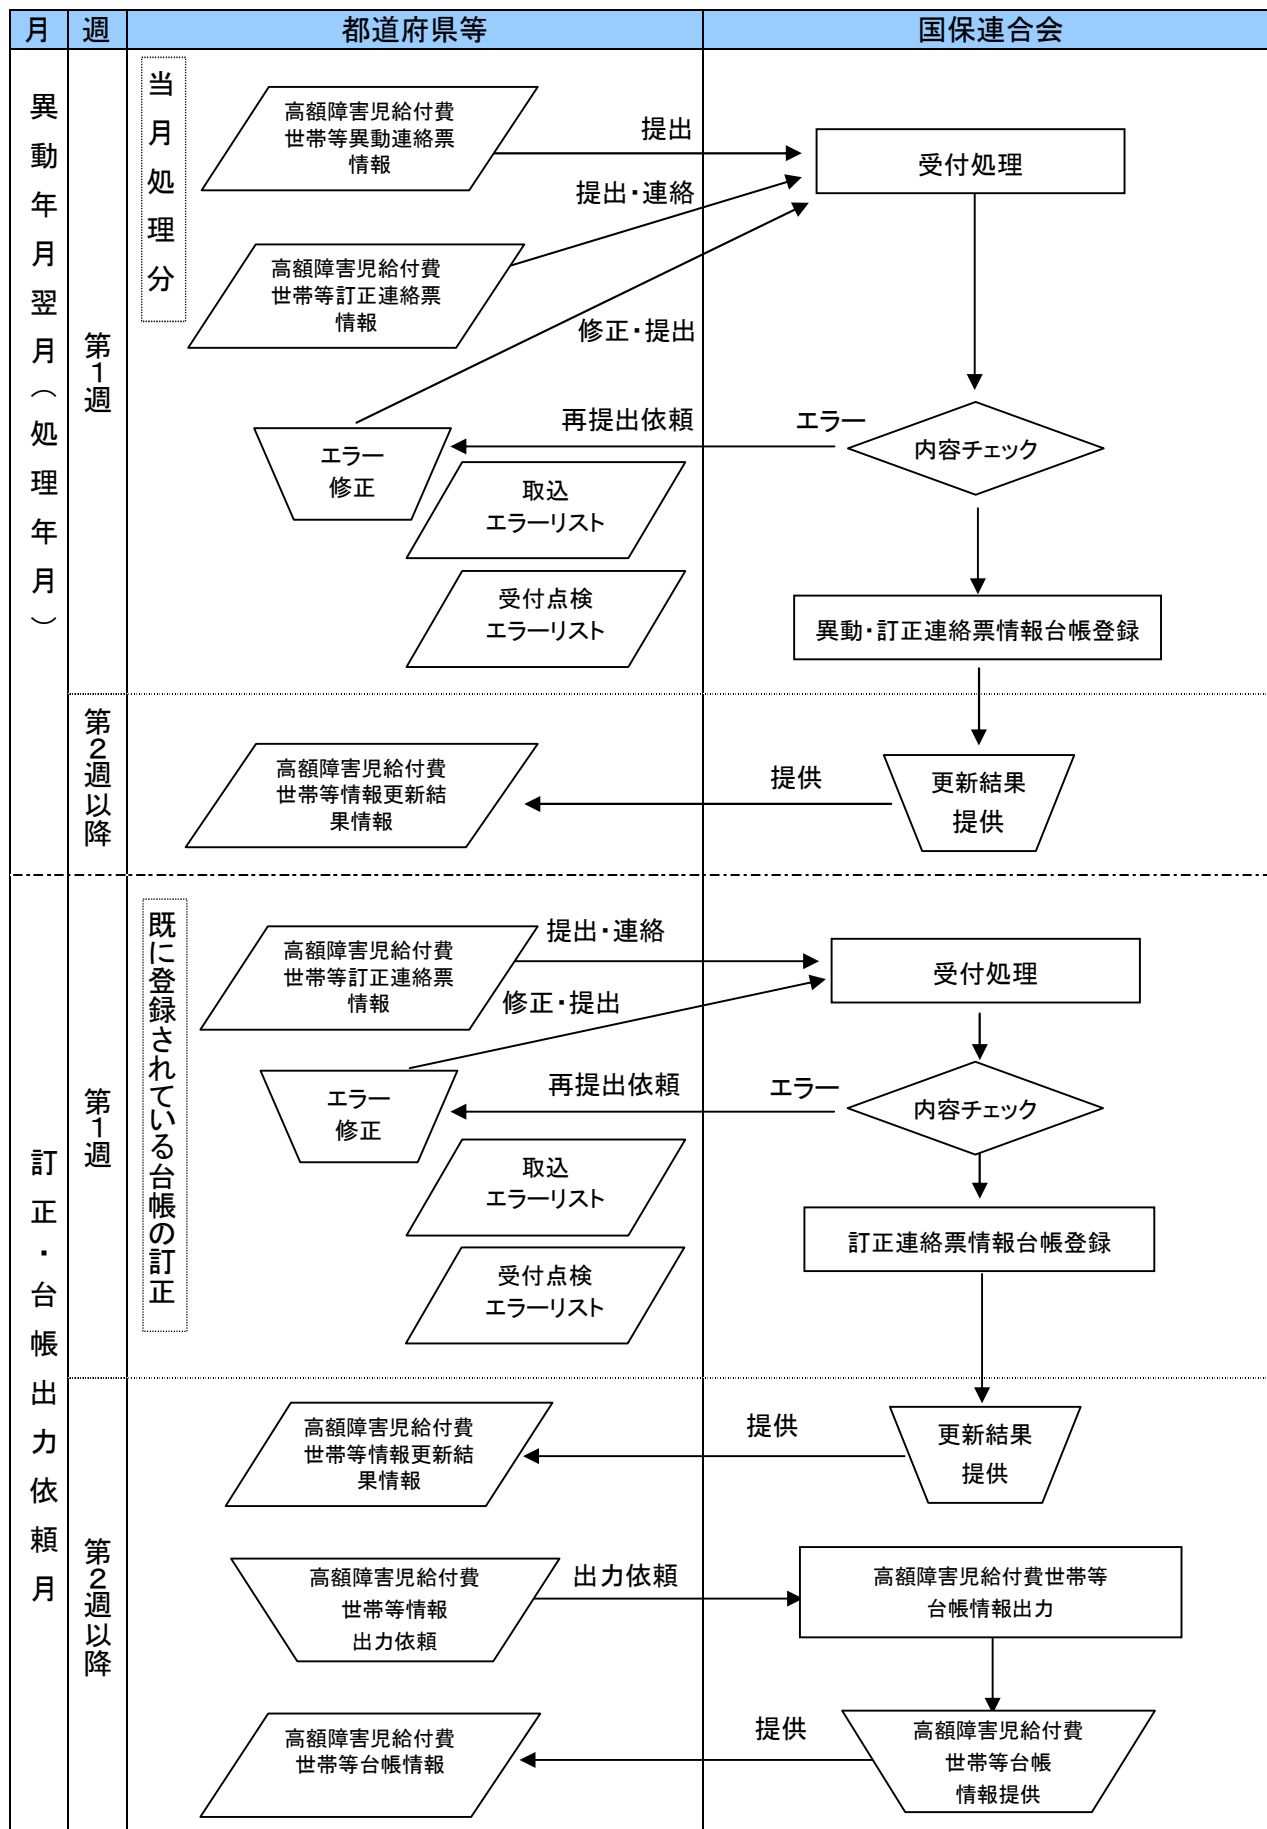 月 週 都道府県等 国保連合会
異動年月翌月（処理年月）
第1週
当月処理分
高額障害児給付費
世帯等異動連絡票
情報
提出
受付処理
提出・連絡
高額障害児給付費
世帯等訂正連絡票
情報
修正・提出
再提出依頼
エラー
内容チェック
エラー
修正
取込
エラーリスト
受付点検
エラーリスト
異動・訂正連絡票情報台帳登録
第2週以降
高額障害児給付費
世帯等情報更新結
果情報
提供
更新結果
提供
訂正・台帳出力依頼月
第1週
既に登録されている台帳の訂正
高額障害児給付費
世帯等訂正連絡票
情報
提出・連絡
受付処理
修正・提出
再提出依頼
エラー
内容チェック
エラー
修正
取込
エラーリスト
受付点検
エラーリスト
訂正連絡票情報台帳登録
第2週以降
高額障害児給付費
世帯等情報更新結
果情報
提供
更新結果
提供
高額障害児給付費
世帯等情報
出力依頼
出力依頼
高額障害児給付費世帯等
台帳情報出力
高額障害児給付費
世帯等台帳情報
提供
高額障害児給付費
世帯等台帳
情報提供